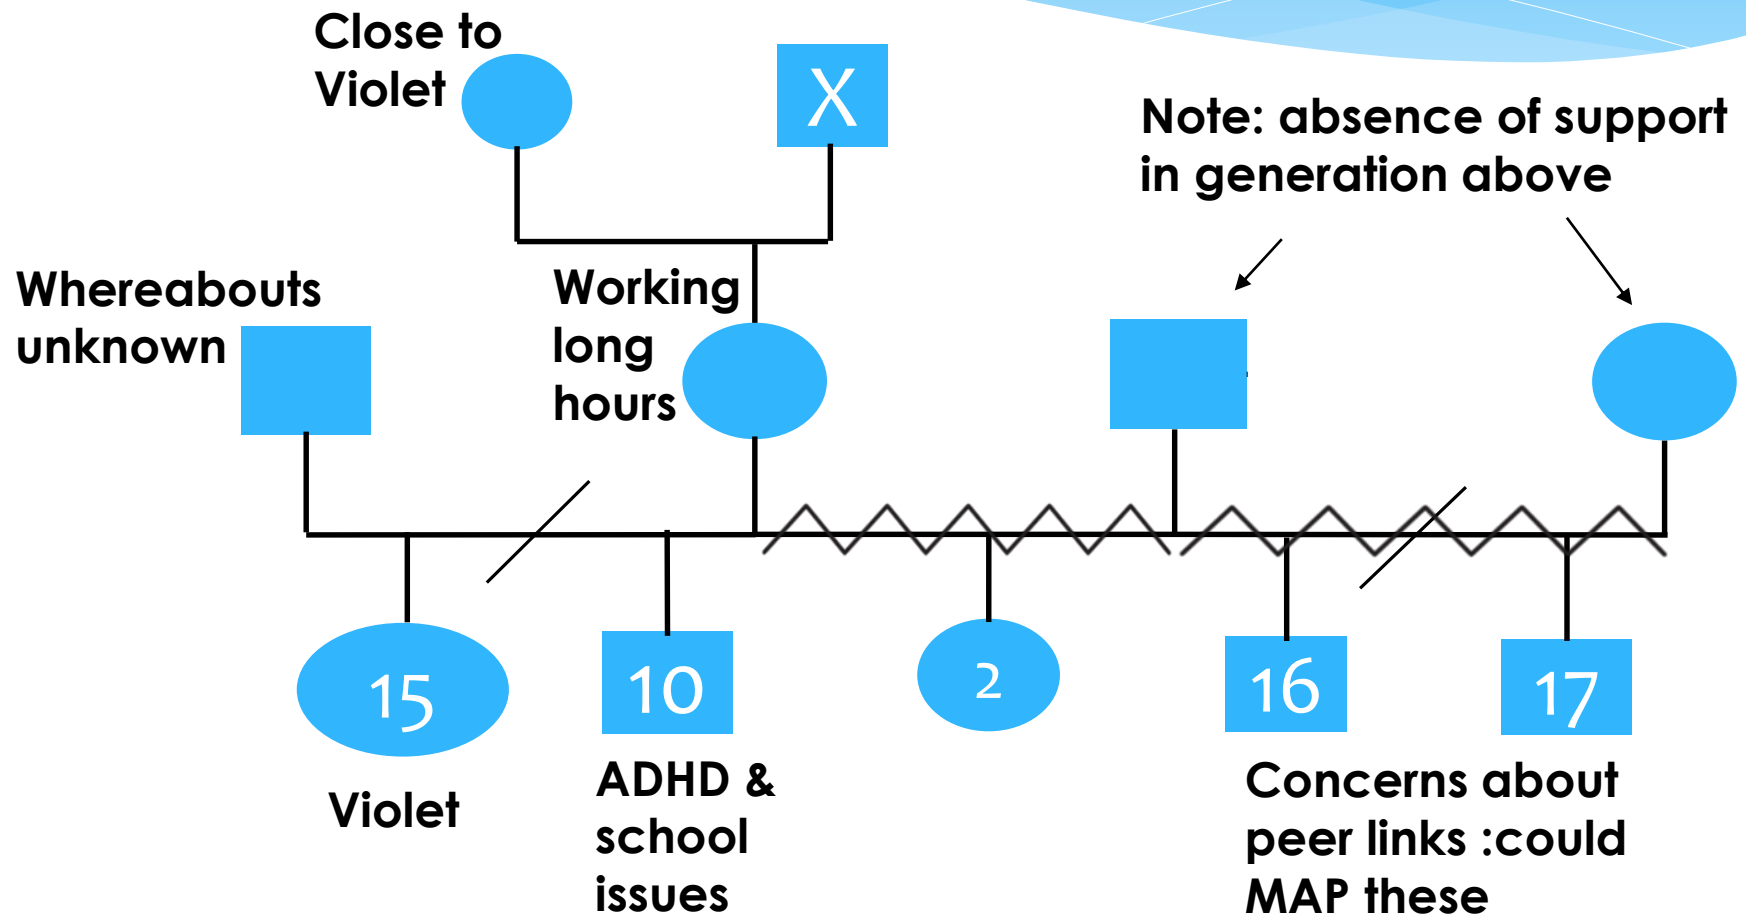 Close to
Violet
X
Note: absence of support
in generation above
Whereabouts
unknown
Working
long
hours
15
10
2
16
17
Violet
ADHD &
school
issues
Concerns about
peer links :could
MAP these